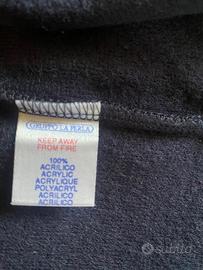 GRUPPO LA PERLA
KEEP AWAY
FROM FIRE
100%
ACRILICO
ACRYLIC
ACRYLIQUE
POLYACRYL
ACRILICO
ACRILICO
subito